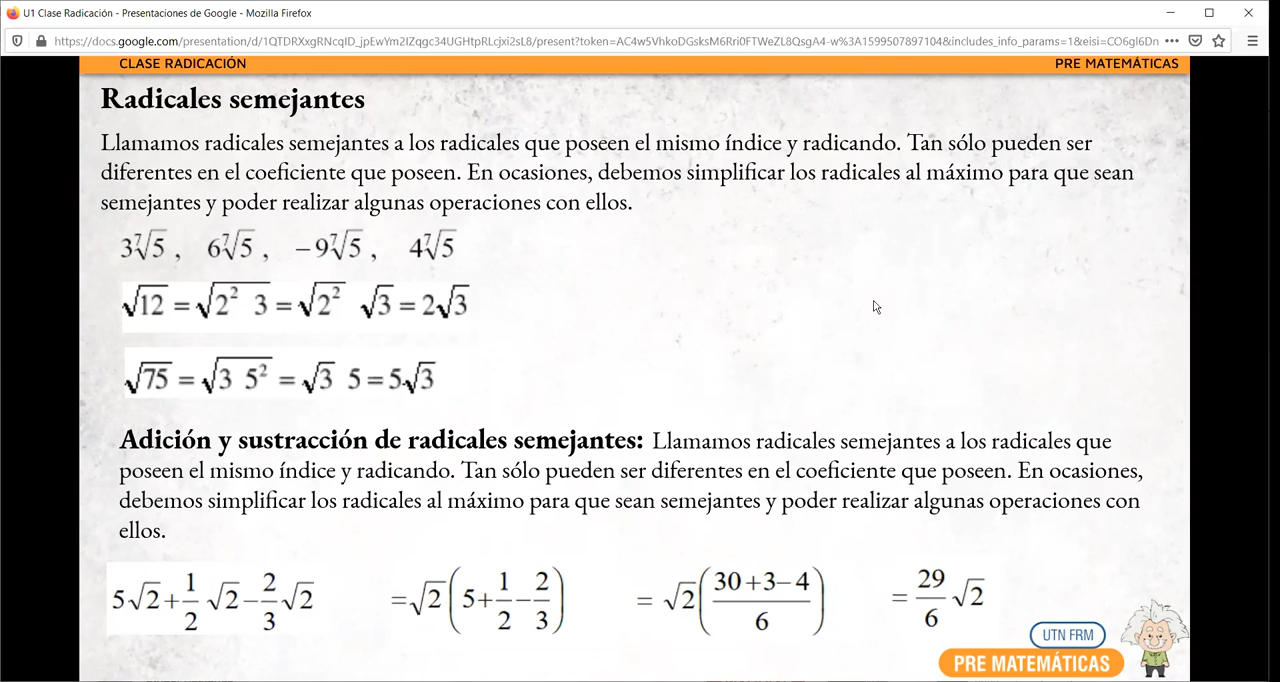 U1 Clase Radicación - Presentaciones de Google - Mozilla Firefox
https://docs.google.com/presentation/d/1QTDRXxgRNcqID_jpEwYm2IZqgc34UGHtpRLcjxi2sL8/present?token=AC4w5VhkoDGsksM6Rri0FTWeZL8QsgA4-w%3A1599507897104&includes_info_params=1&eisi=CO6gI6Dn
CLASE RADICACIÓN PRE MATEMÁTICAS
Radicales semejantes
Llamamos radicales semejantes a los radicales que poseen el mismo índice y radicando. Tan sólo pueden ser
diferentes en el coeficiente que poseen. En ocasiones, debemos simplificar los radicales al máximo para que sean
semejantes y poder realizar algunas operaciones con ellos.
3⁷√5 , 6⁷√5 , −9⁷√5 , 4⁷√5
√12 = √(2² 3) = √2² √3 = 2√3
√75 = √(3 5²) = √3 5 = 5√3
Adición y sustracción de radicales semejantes: Llamamos radicales semejantes a los radicales que
poseen el mismo índice y radicando. Tan sólo pueden ser diferentes en el coeficiente que poseen. En ocasiones,
debemos simplificar los radicales al máximo para que sean semejantes y poder realizar algunas operaciones con
ellos.
5√2 + 1/2 √2 − 2/3 √2 = √2 (5 + 1/2 − 2/3) = √2 ((30 + 3 − 4)/6) = 29/6 √2
UTN FRM
PRE MATEMÁTICAS